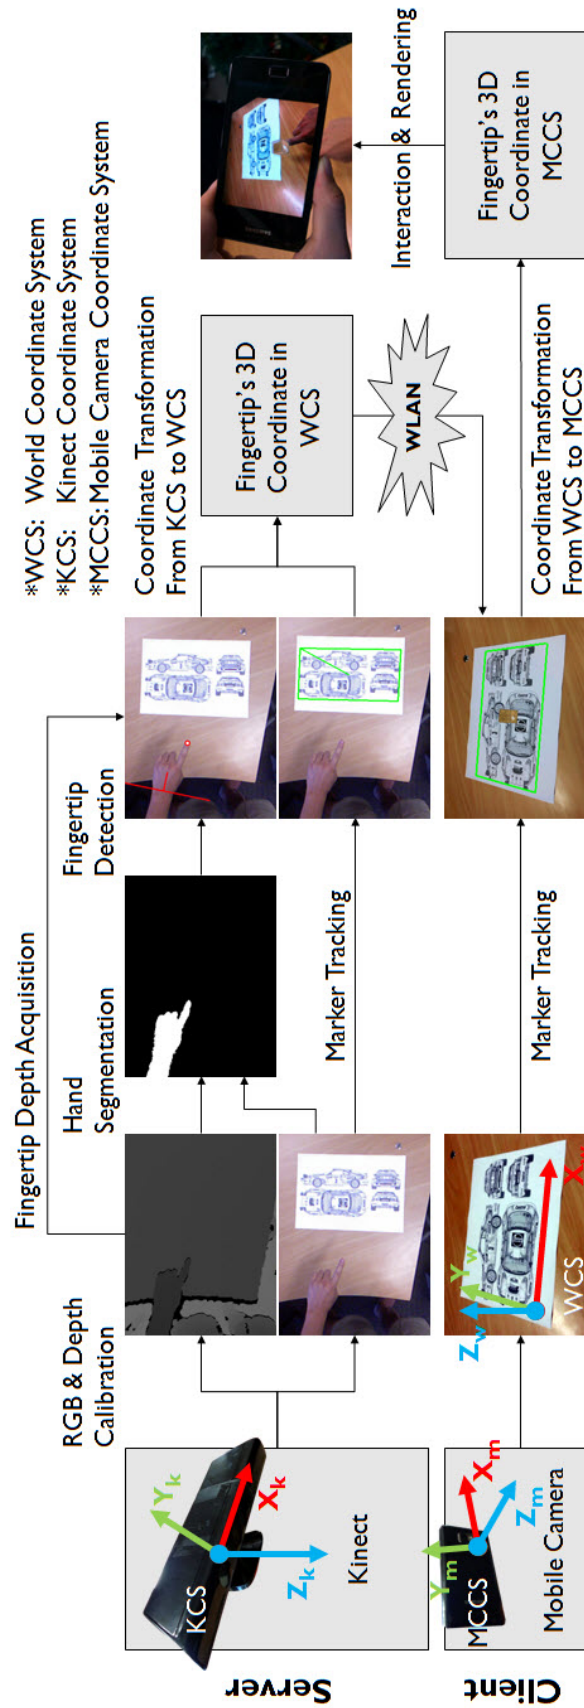 *WCS: World Coordinate System
*KCS: Kinect Coordinate System
*MCCS: Mobile Camera Coordinate System
Fingertip Depth Acquisition
RGB & Depth
Calibration
Hand
Segmentation
Fingertip
Detection
Coordinate Transformation
From KCS to WCS
Server
KCS
Yk
Xk
Zk
Kinect
Marker Tracking
Fingertip's 3D
Coordinate in
WCS
WLAN
Interaction & Rendering
Client
Ym
Xm
Zm
MCCS
Mobile Camera
Zw
Yw
Xw
WCS
Marker Tracking
Coordinate Transformation
From WCS to MCCS
Fingertip's 3D
Coordinate in
MCCS